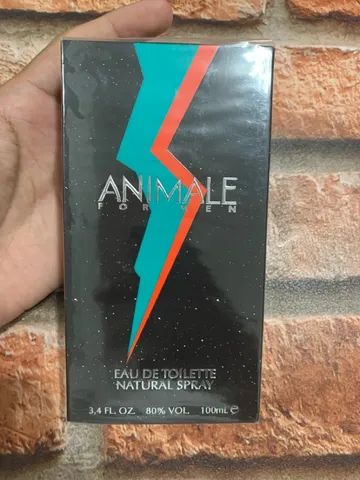 ANIMALE
FOR MEN
EAU DE TOILETTE
NATURAL SPRAY
3,4 FL. OZ. 80% VOL. 100mL ℮